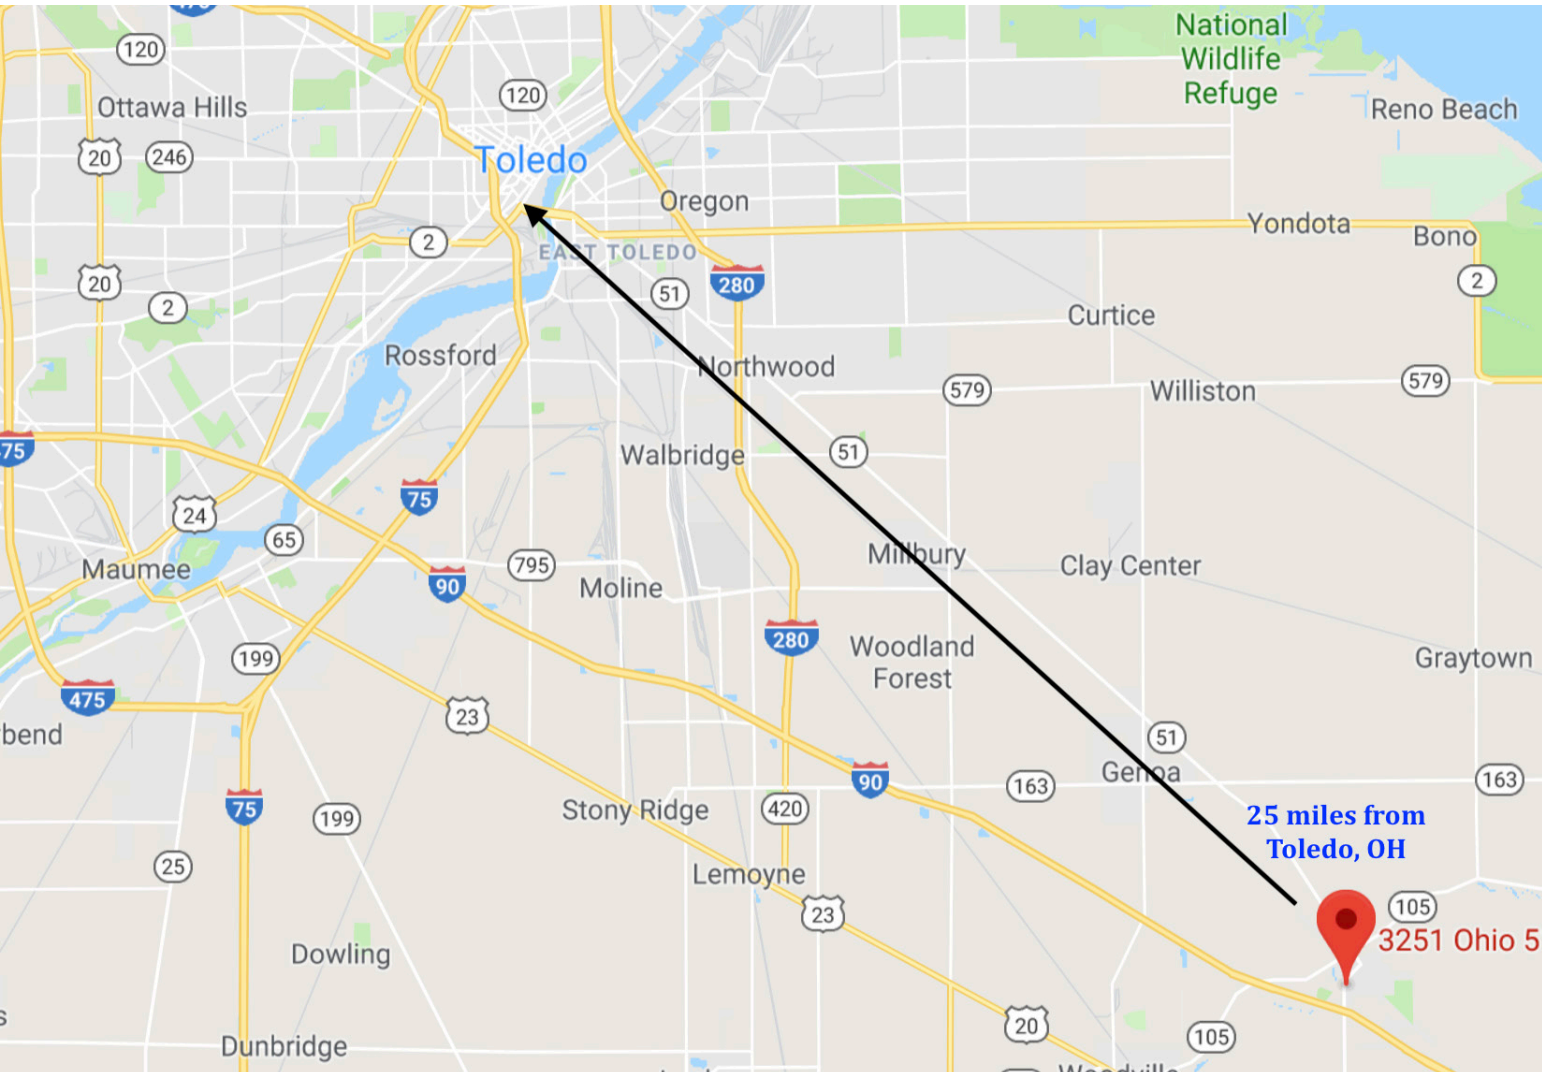 475
National
Wildlife
Refuge
120
Ottawa Hills
120
Reno Beach
20
246
Toledo
Oregon
Yondota
Bono
2
EAST TOLEDO
20
280
2
51
2
Curtice
Rossford
Northwood
579
Williston
579
75
Walbridge
51
75
24
65
Millbury
Maumee
795
Moline
90
Clay Center
280
Woodland
Forest
199
Graytown
475
23
bend
51
Genoa
90
163
163
75
199
Stony Ridge
420
25 miles from
Toledo, OH
25
Lemoyne
23
105
3251 Ohio 5
Dowling
s
20
105
Dunbridge
Woodville